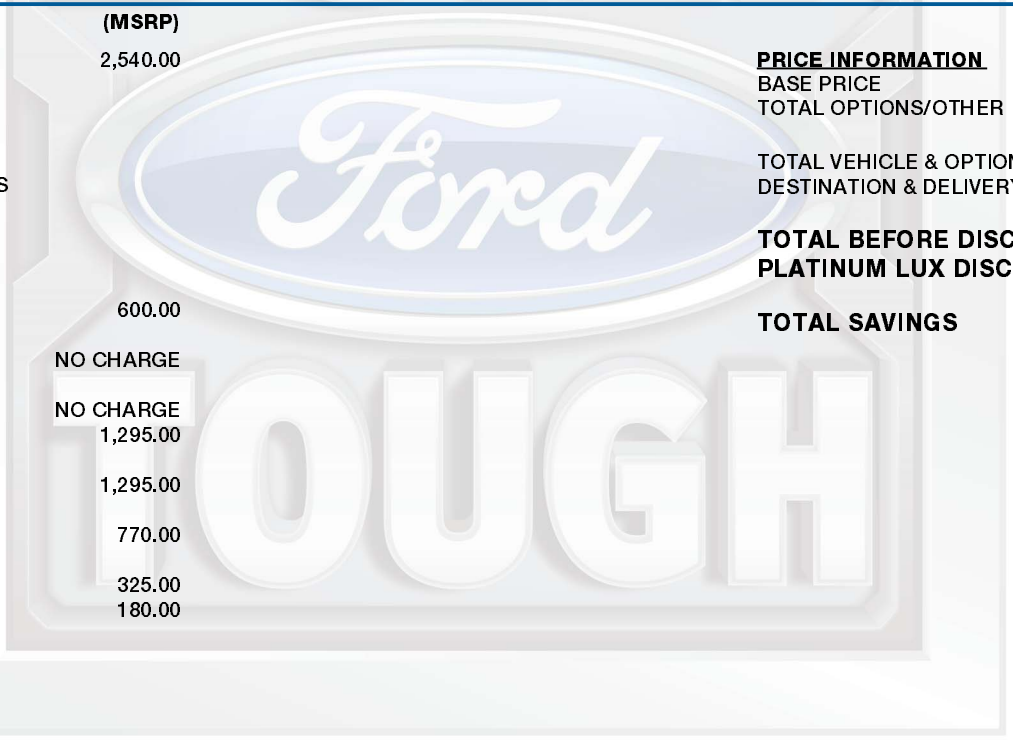 (MSRP)
2,540.00
S
600.00
NO CHARGE
NO CHARGE
1,295.00
1,295.00
770.00
325.00
180.00
Ford
TOUGH
PRICE INFORMATION
BASE PRICE
TOTAL OPTIONS/OTHER
TOTAL VEHICLE & OPTION
DESTINATION & DELIVERY
TOTAL BEFORE DISC
PLATINUM LUX DISC
TOTAL SAVINGS